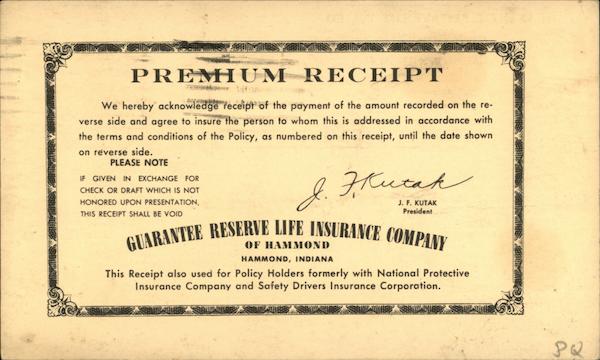 PREMIUM RECEIPT
We hereby acknowledge receipt of the payment of the amount recorded on the re-
verse side and agree to insure the person to whom this is addressed in accordance with
the terms and conditions of the Policy, as numbered on this receipt, until the date shown
on reverse side.
PLEASE NOTE
IF GIVEN IN EXCHANGE FOR
CHECK OR DRAFT WHICH IS NOT
HONORED UPON PRESENTATION,
THIS RECEIPT SHALL BE VOID
J. F. Kutak
J. F. KUTAK
President
GUARANTEE RESERVE LIFE INSURANCE COMPANY
OF HAMMOND
HAMMOND, INDIANA
This Receipt also used for Policy Holders formerly with National Protective
Insurance Company and Safety Drivers Insurance Corporation.